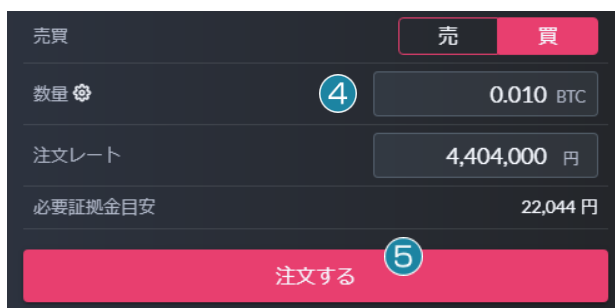 売買 売 買
数量 ④ 0.010 BTC
注文レート 4,404,000 円
必要証拠金目安 22,044 円
注文する ⑤